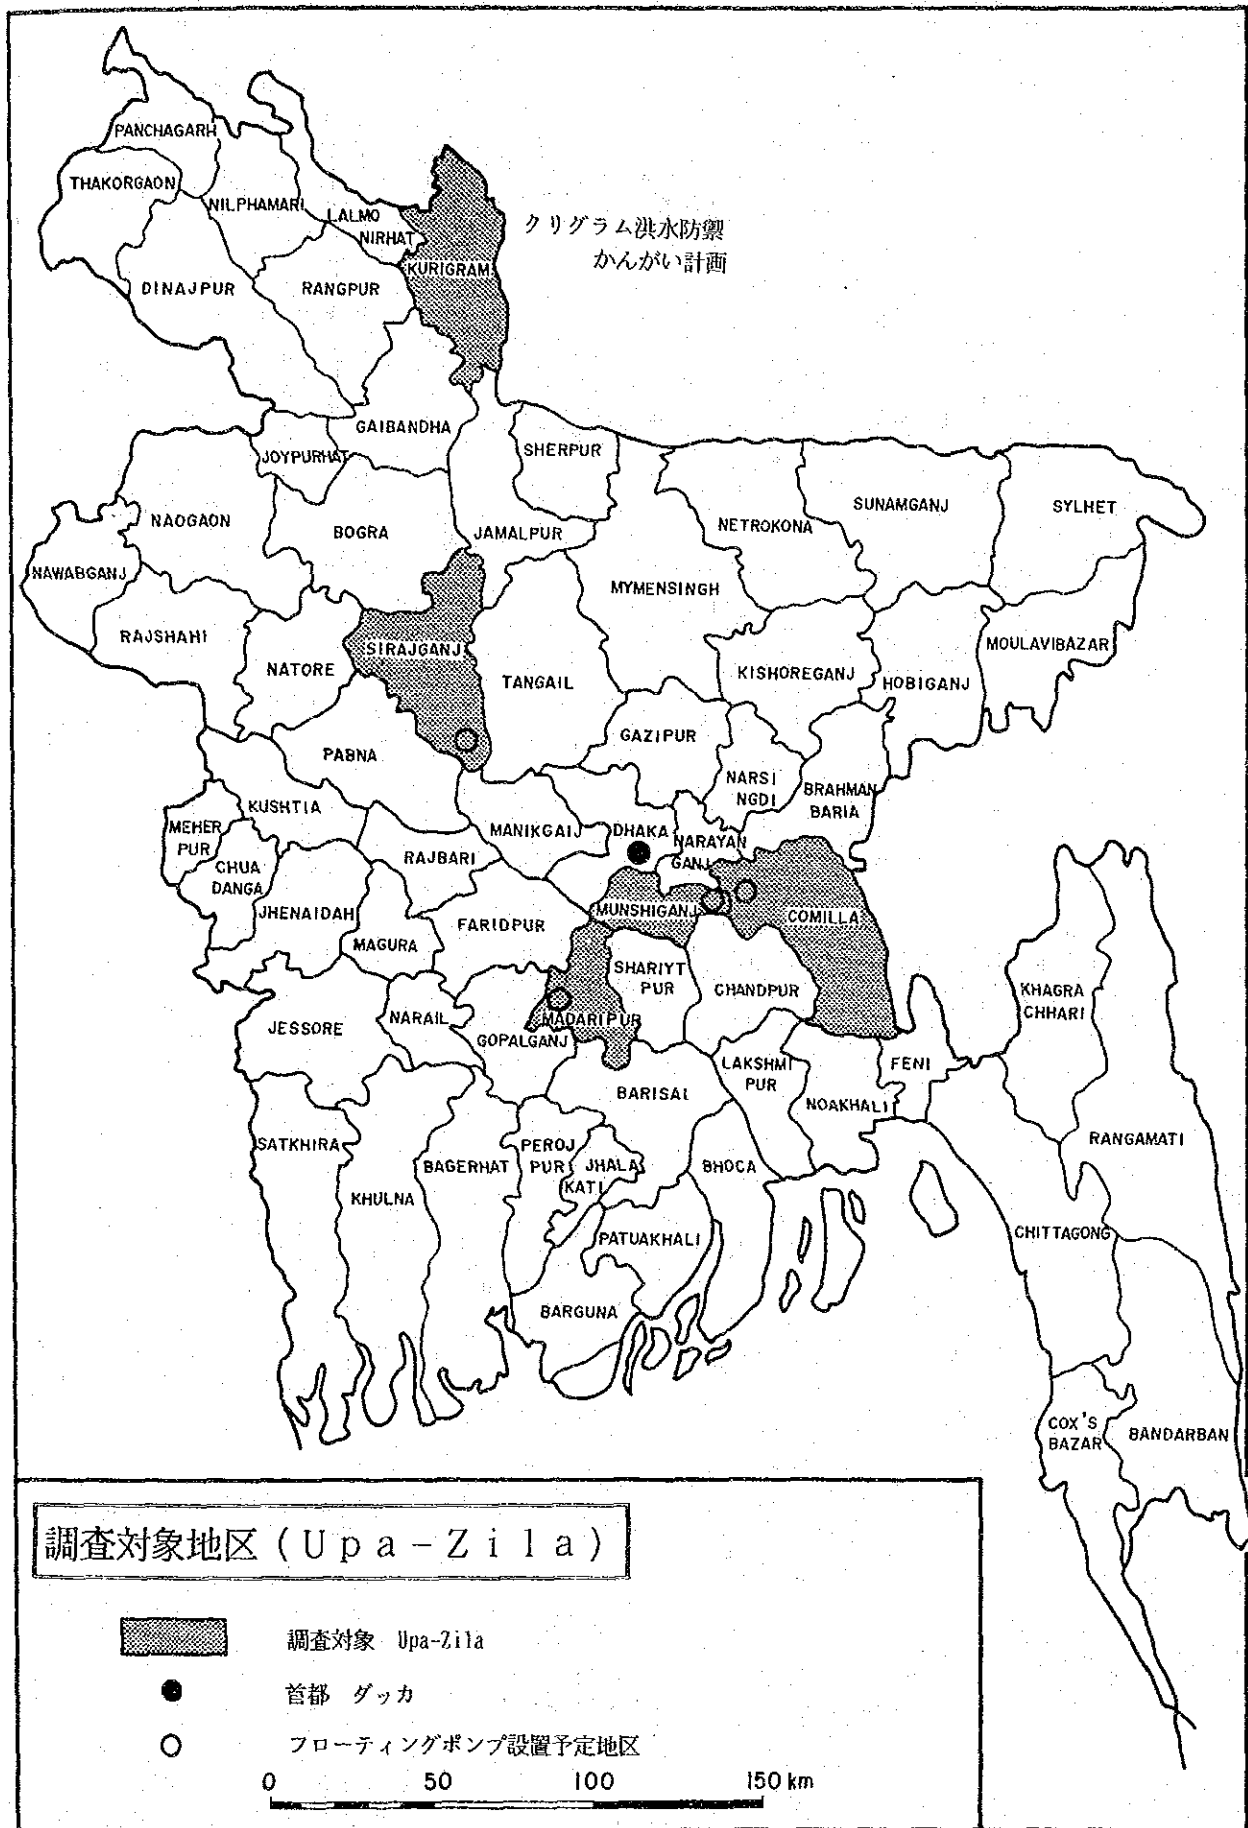 PANCHAGARH
THAKORGAON
NILPHAMARI
LALMO
NIRHAT
KURIGRAM
クリグラム洪水防禦
かんがい計画
DINAJPUR
RANGPUR
GAIBANDHA
JOYPURHAT
SHERPUR
NAOGAON
BOGRA
JAMALPUR
NETROKONA
SUNAMGANJ
SYLHET
NAWABGANJ
MYMENSINGH
RAJSHAHI
NATORE
SIRAJGANJ
TANGAIL
KISHOREGANJ
HOBIGANJ
MOULAVIBAZAR
PABNA
GAZIPUR
NARSI
NGDI
BRAHMAN
BARIA
KUSHTIA
MEHER
PUR
CHUA
DANGA
RAJBARI
MANIKGAIJ
DHAKA
NARAYAN
GANJ
JHENAIDAH
MAGURA
FARIDPUR
MUNSHIGANJ
COMILLA
SHARIYT
PUR
CHANDPUR
KHAGRA
CHHARI
JESSORE
NARAIL
GOPALGANJ
MADARIPUR
LAKSHMI
PUR
NOAKHALI
FENI
BARISAL
RANGAMATI
SATKHIRA
KHULNA
BAGERHAT
PEROJ
PUR
JHALA
KATI
BHOCA
PATUAKHALI
CHITTAGONG
BARGUNA
COX'S
BAZAR
BANDARBAN
調査対象地区(Upa-Zila)
調査対象 Upa-Zila
首都 ダッカ
フローティングポンプ設置予定地区
0 50 100 150 km